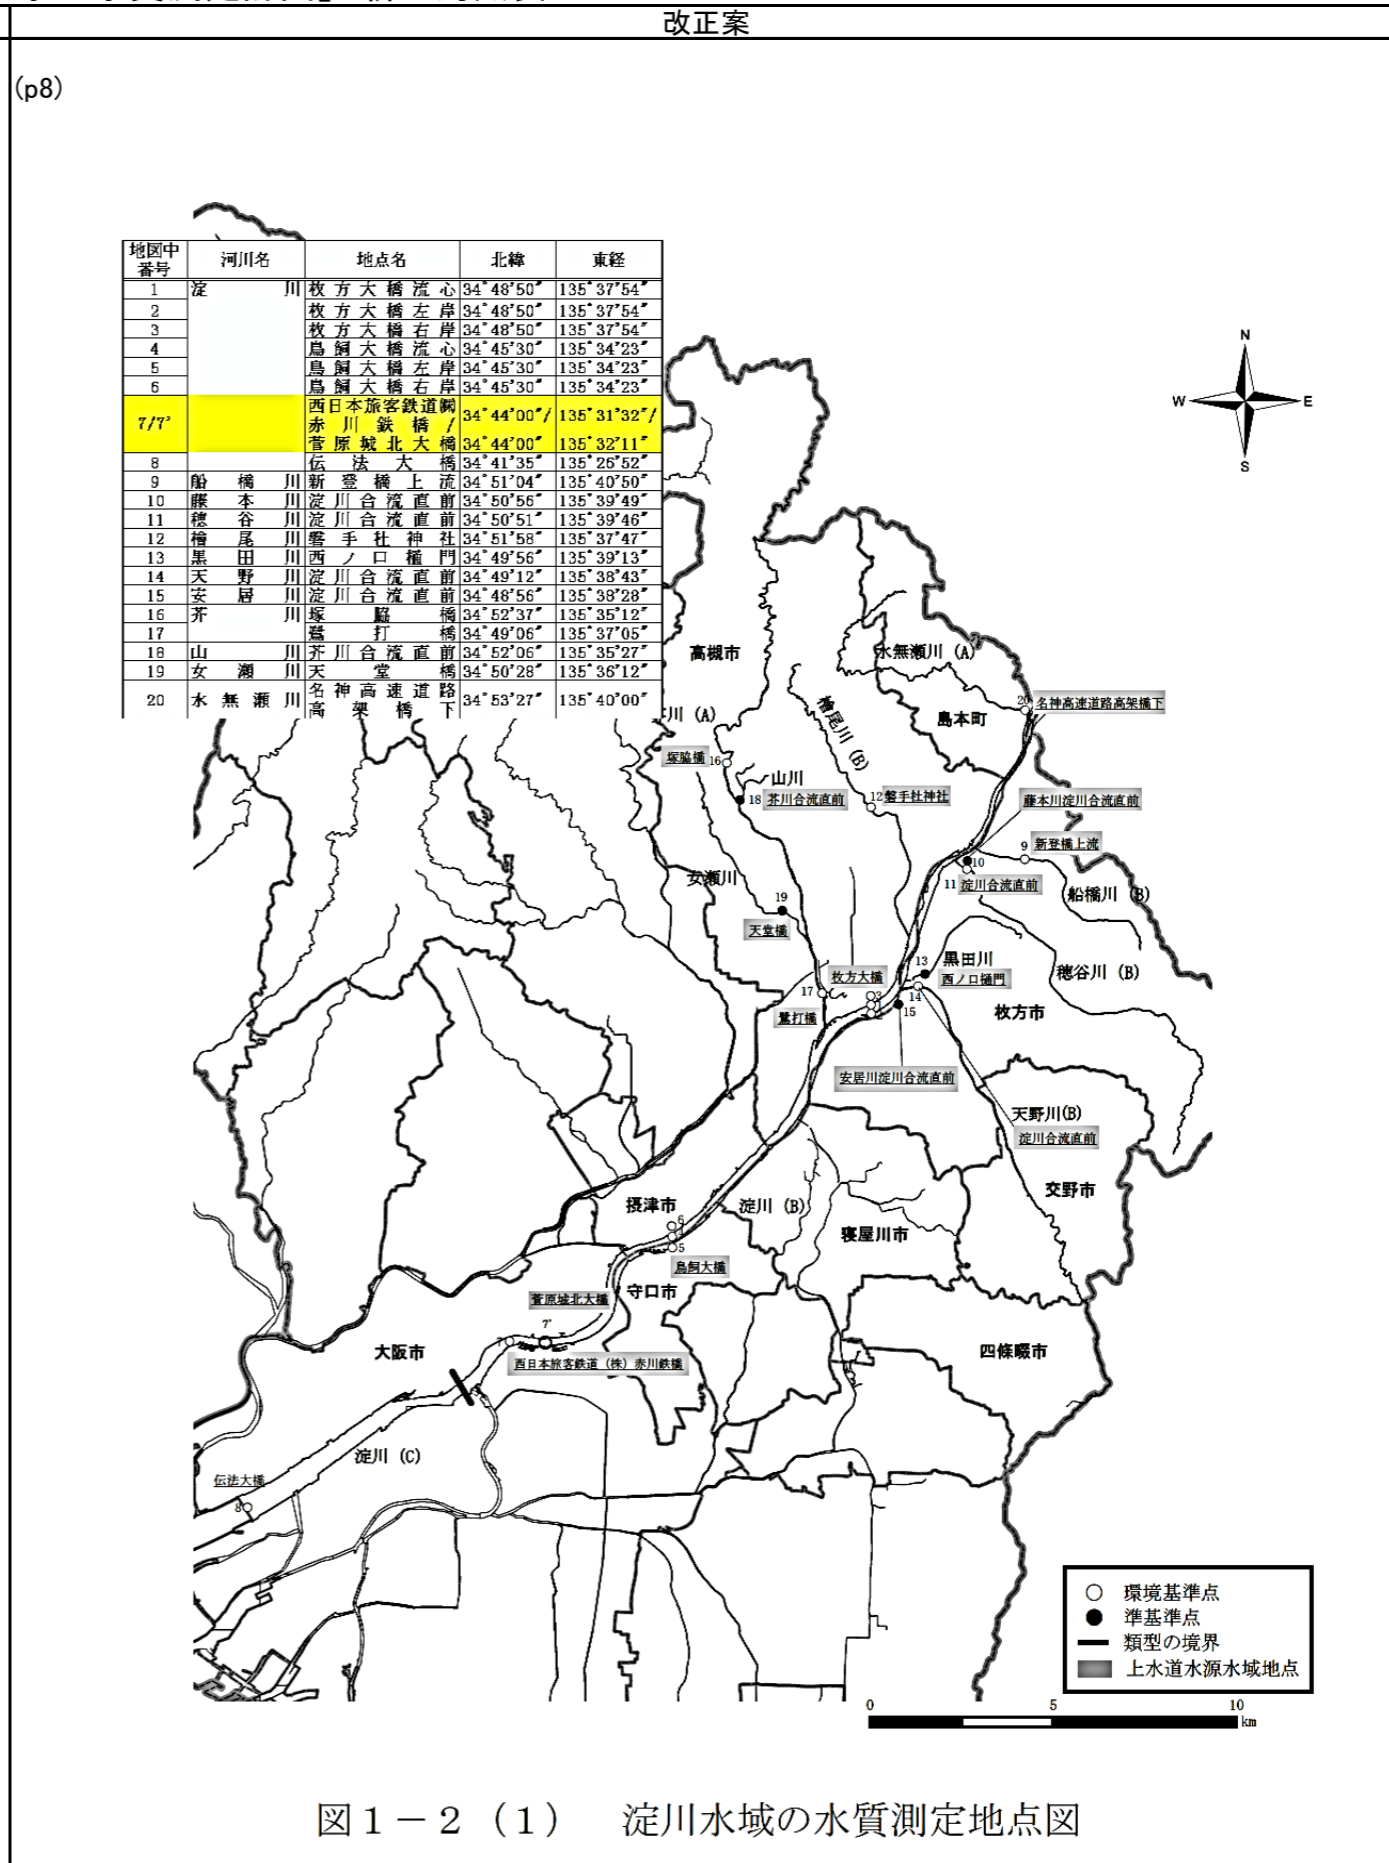 改正案
(p8)
地図中番号 河川名 地点名 北緯 東経
1 淀川 枚方大橋流心 34ﾟ48'50" 135ﾟ37'54"
2 枚方大橋左岸 34ﾟ48'50" 135ﾟ37'54"
3 枚方大橋右岸 34ﾟ48'50" 135ﾟ37'54"
4 鳥飼大橋流心 34ﾟ45'30" 135ﾟ34'23"
5 鳥飼大橋左岸 34ﾟ45'30" 135ﾟ34'23"
6 鳥飼大橋右岸 34ﾟ45'30" 135ﾟ34'23"
7/7' 西日本旅客鉄道㈱赤川鉄橋/菅原城北大橋 34ﾟ44'00"/34ﾟ44'00" 135ﾟ31'32"/135ﾟ32'11"
8 伝法大橋 34ﾟ41'35" 135ﾟ26'52"
9 船橋川 新登橋上流 34ﾟ51'04" 135ﾟ40'50"
10 藤本川 淀川合流直前 34ﾟ50'56" 135ﾟ39'49"
11 穂谷川 淀川合流直前 34ﾟ50'51" 135ﾟ39'46"
12 檜尾川 磐手杜神社 34ﾟ51'58" 135ﾟ37'47"
13 黒田川 西ノ口樋門 34ﾟ49'56" 135ﾟ39'13"
14 天野川 淀川合流直前 34ﾟ49'12" 135ﾟ38'43"
15 安居川 淀川合流直前 34ﾟ48'56" 135ﾟ38'28"
16 芥川 塚脇橋 34ﾟ52'37" 135ﾟ35'12"
17 鷺打橋 34ﾟ49'06" 135ﾟ37'05"
18 山川 芥川合流直前 34ﾟ52'06" 135ﾟ35'27"
19 女瀬川 天堂橋 34ﾟ50'28" 135ﾟ36'12"
20 水無瀬川 名神高速道路高架橋下 34ﾟ53'27" 135ﾟ40'00"
N
W E
S
高槻市
水無瀬川 (A)
20 名神高速道路高架橋下
島本町
川 (A)
檜尾川 (B)
塚脇橋 16
山川
18 芥川合流直前
12 磐手杜神社
藤本川淀川合流直前
9 新登橋上流
10
11 淀川合流直前
船橋川 (B)
女瀬川
19
天堂橋
枚方大橋
13 黒田川
西ノ口樋門
穂谷川 (B)
17
3
1
2
14
15
鷺打橋
枚方市
安居川淀川合流直前
天野川(B)
淀川合流直前
交野市
摂津市
淀川 (B)
寝屋川市
6
4
5
鳥飼大橋
守口市
菅原城北大橋
7'
7
大阪市
西日本旅客鉄道 (株) 赤川鉄橋
四條畷市
淀川 (C)
伝法大橋
8
環境基準点
準基準点
類型の境界
上水道水源水域地点
0 5 10
km
図1-2 (1) 淀川水域の水質測定地点図